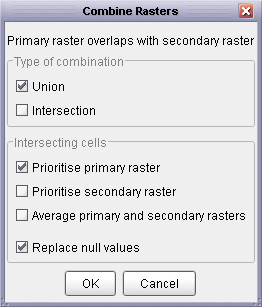 Combine Rasters
Primary raster overlaps with secondary raster
Type of combination
Union
Intersection
Intersecting cells
Prioritise primary raster
Prioritise secondary raster
Average primary and secondary rasters
Replace null values
OK Cancel